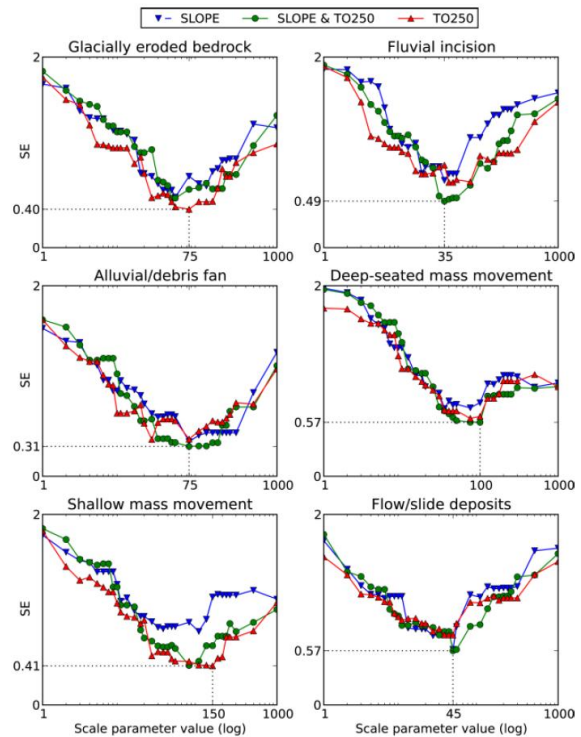 SLOPE SLOPE & TO250 TO250
Glacially eroded bedrock Fluvial incision
2 2
SE
0.40 0.49
0 0
1 75 1000 1 35 1000
Alluvial/debris fan Deep-seated mass movement
2 2
SE
0.31 0.57
0 0
1 75 1000 1 100 1000
Shallow mass movement Flow/slide deposits
2 2
SE
0.41 0.57
0 0
1 150 1000 1 45 1000
Scale parameter value (log) Scale parameter value (log)